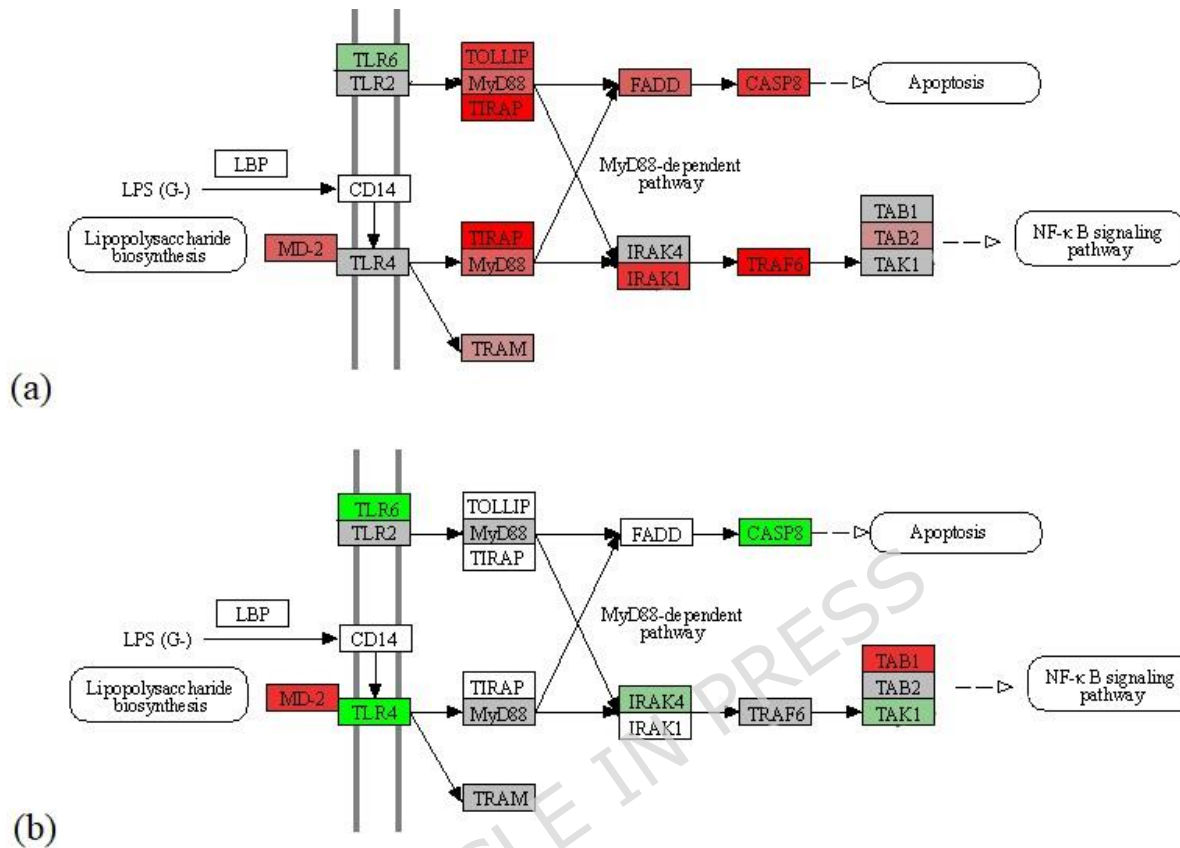 TLR6
TLR2
TOLLIP
MyD88
TIRAP
FADD
CASP8
Apoptosis
MyD88-dependent
pathway
LBP
LPS (G-)
CD14
Lipopolysaccharide
biosynthesis
MD-2
TLR4
TIRAP
MyD88
IRAK4
IRAK1
TRAF6
TAB1
TAB2
TAK1
NF-κ B signaling
pathway
TRAM
(a)
TLR6
TLR2
TOLLIP
MyD88
TIRAP
FADD
CASP8
Apoptosis
MyD88-dependent
pathway
LBP
LPS (G-)
CD14
Lipopolysaccharide
biosynthesis
MD-2
TLR4
TIRAP
MyD88
IRAK4
IRAK1
TRAF6
TAB1
TAB2
TAK1
NF-κ B signaling
pathway
TRAM
(b)
IN PRESS